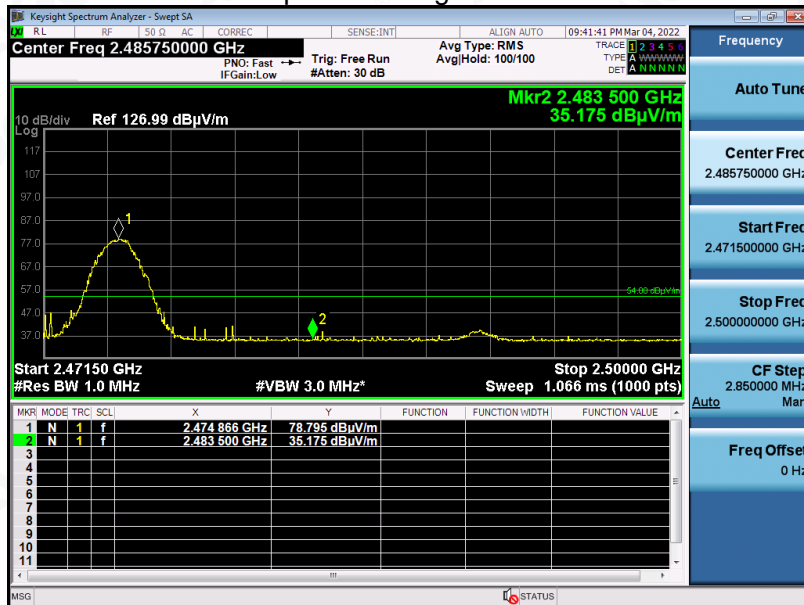 Keysight Spectrum Analyzer - Swept SA
RL RF 50 Ω AC CORREC SENSE:INT ALIGN AUTO 09:41:41 PM Mar 04, 2022
Center Freq 2.485750000 GHz
PNO: Fast
IFGain:Low
Trig: Free Run
#Atten: 30 dB
Avg Type: RMS
Avg|Hold: 100/100
TRACE 1 2 3 4 5 6
TYPE A WWWWW
DET A N N N N N
Mkr2 2.483 500 GHz
35.175 dBµV/m
10 dB/div Ref 126.99 dBµV/m
Log
117
107
97.0
87.0
77.0
67.0
57.0
47.0
37.0
1
2
54.00 dBµV/m
Start 2.47150 GHz Stop 2.50000 GHz
#Res BW 1.0 MHz #VBW 3.0 MHz* Sweep 1.066 ms (1000 pts)
MKR MODE TRC SCL X Y FUNCTION FUNCTION WIDTH FUNCTION VALUE
1 N 1 f 2.474 866 GHz 78.795 dBµV/m
2 N 1 f 2.483 500 GHz 35.175 dBµV/m
3
4
5
6
7
8
9
10
11
MSG STATUS
Frequency
Auto Tune
Center Freq
2.485750000 GHz
Start Freq
2.471500000 GHz
Stop Freq
2.500000000 GHz
CF Step
2.850000 MHz
Auto Man
Freq Offset
0 Hz